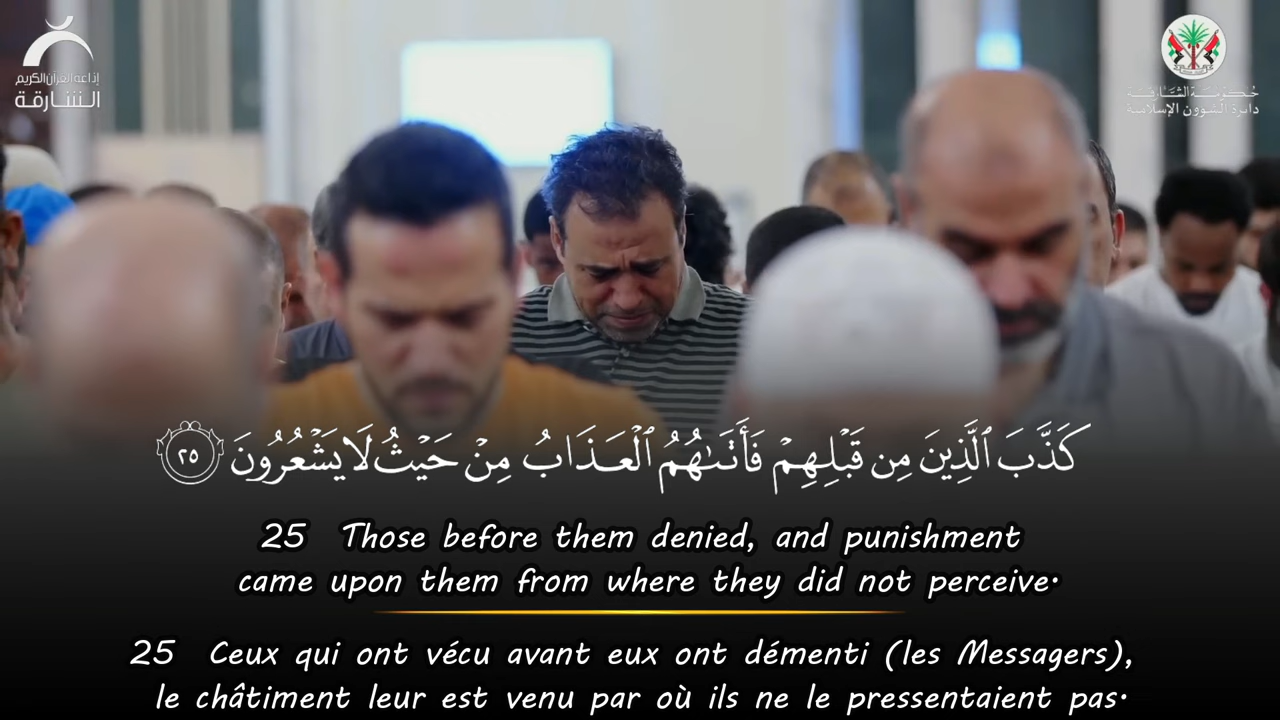 إذاعة القرآن الكريم
الشارقة
حكومة الشارقة
دائرة الشؤون الإسلامية
كَذَّبَ ٱلَّذِينَ مِن قَبْلِهِمْ فَأَتَىٰهُمُ ٱلْعَذَابُ مِنْ حَيْثُ لَا يَشْعُرُونَ ٢٥
25 Those before them denied, and punishment
came upon them from where they did not perceive.
25 Ceux qui ont vécu avant eux ont démenti (les Messagers),
le châtiment leur est venu par où ils ne le pressentaient pas.